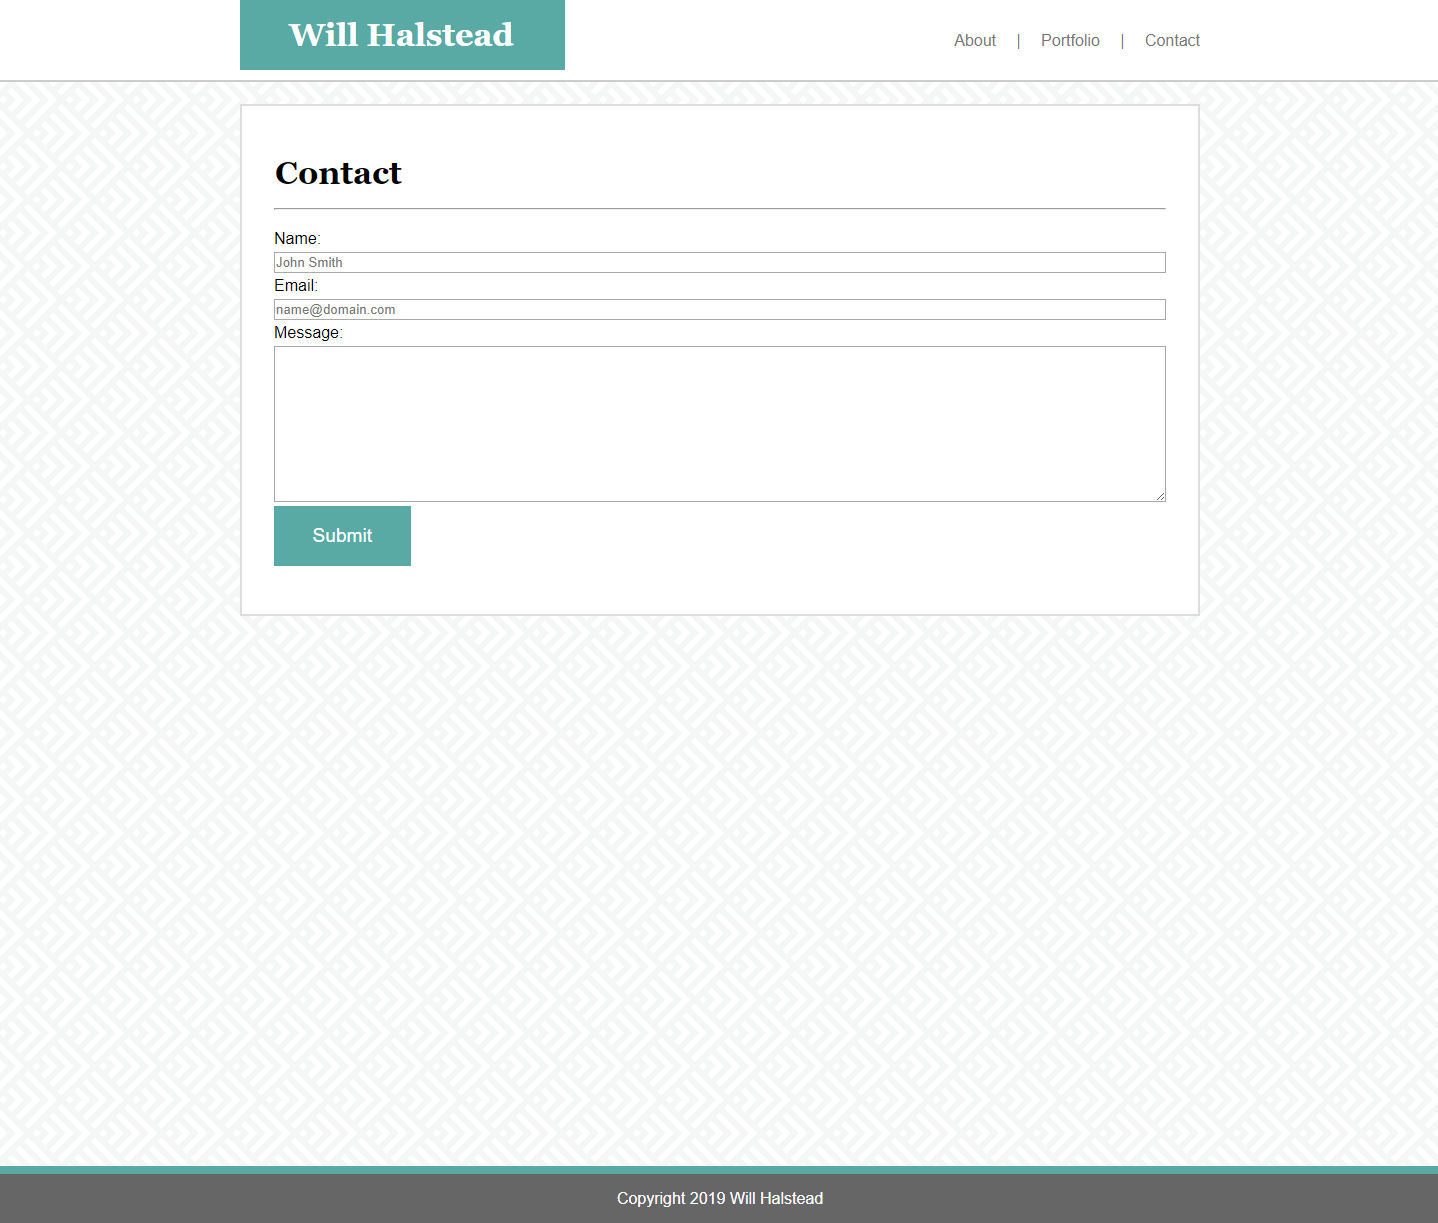 Will Halstead
About | Portfolio | Contact
Contact
Name:
John Smith
Email:
name@domain.com
Message:
Submit
Copyright 2019 Will Halstead